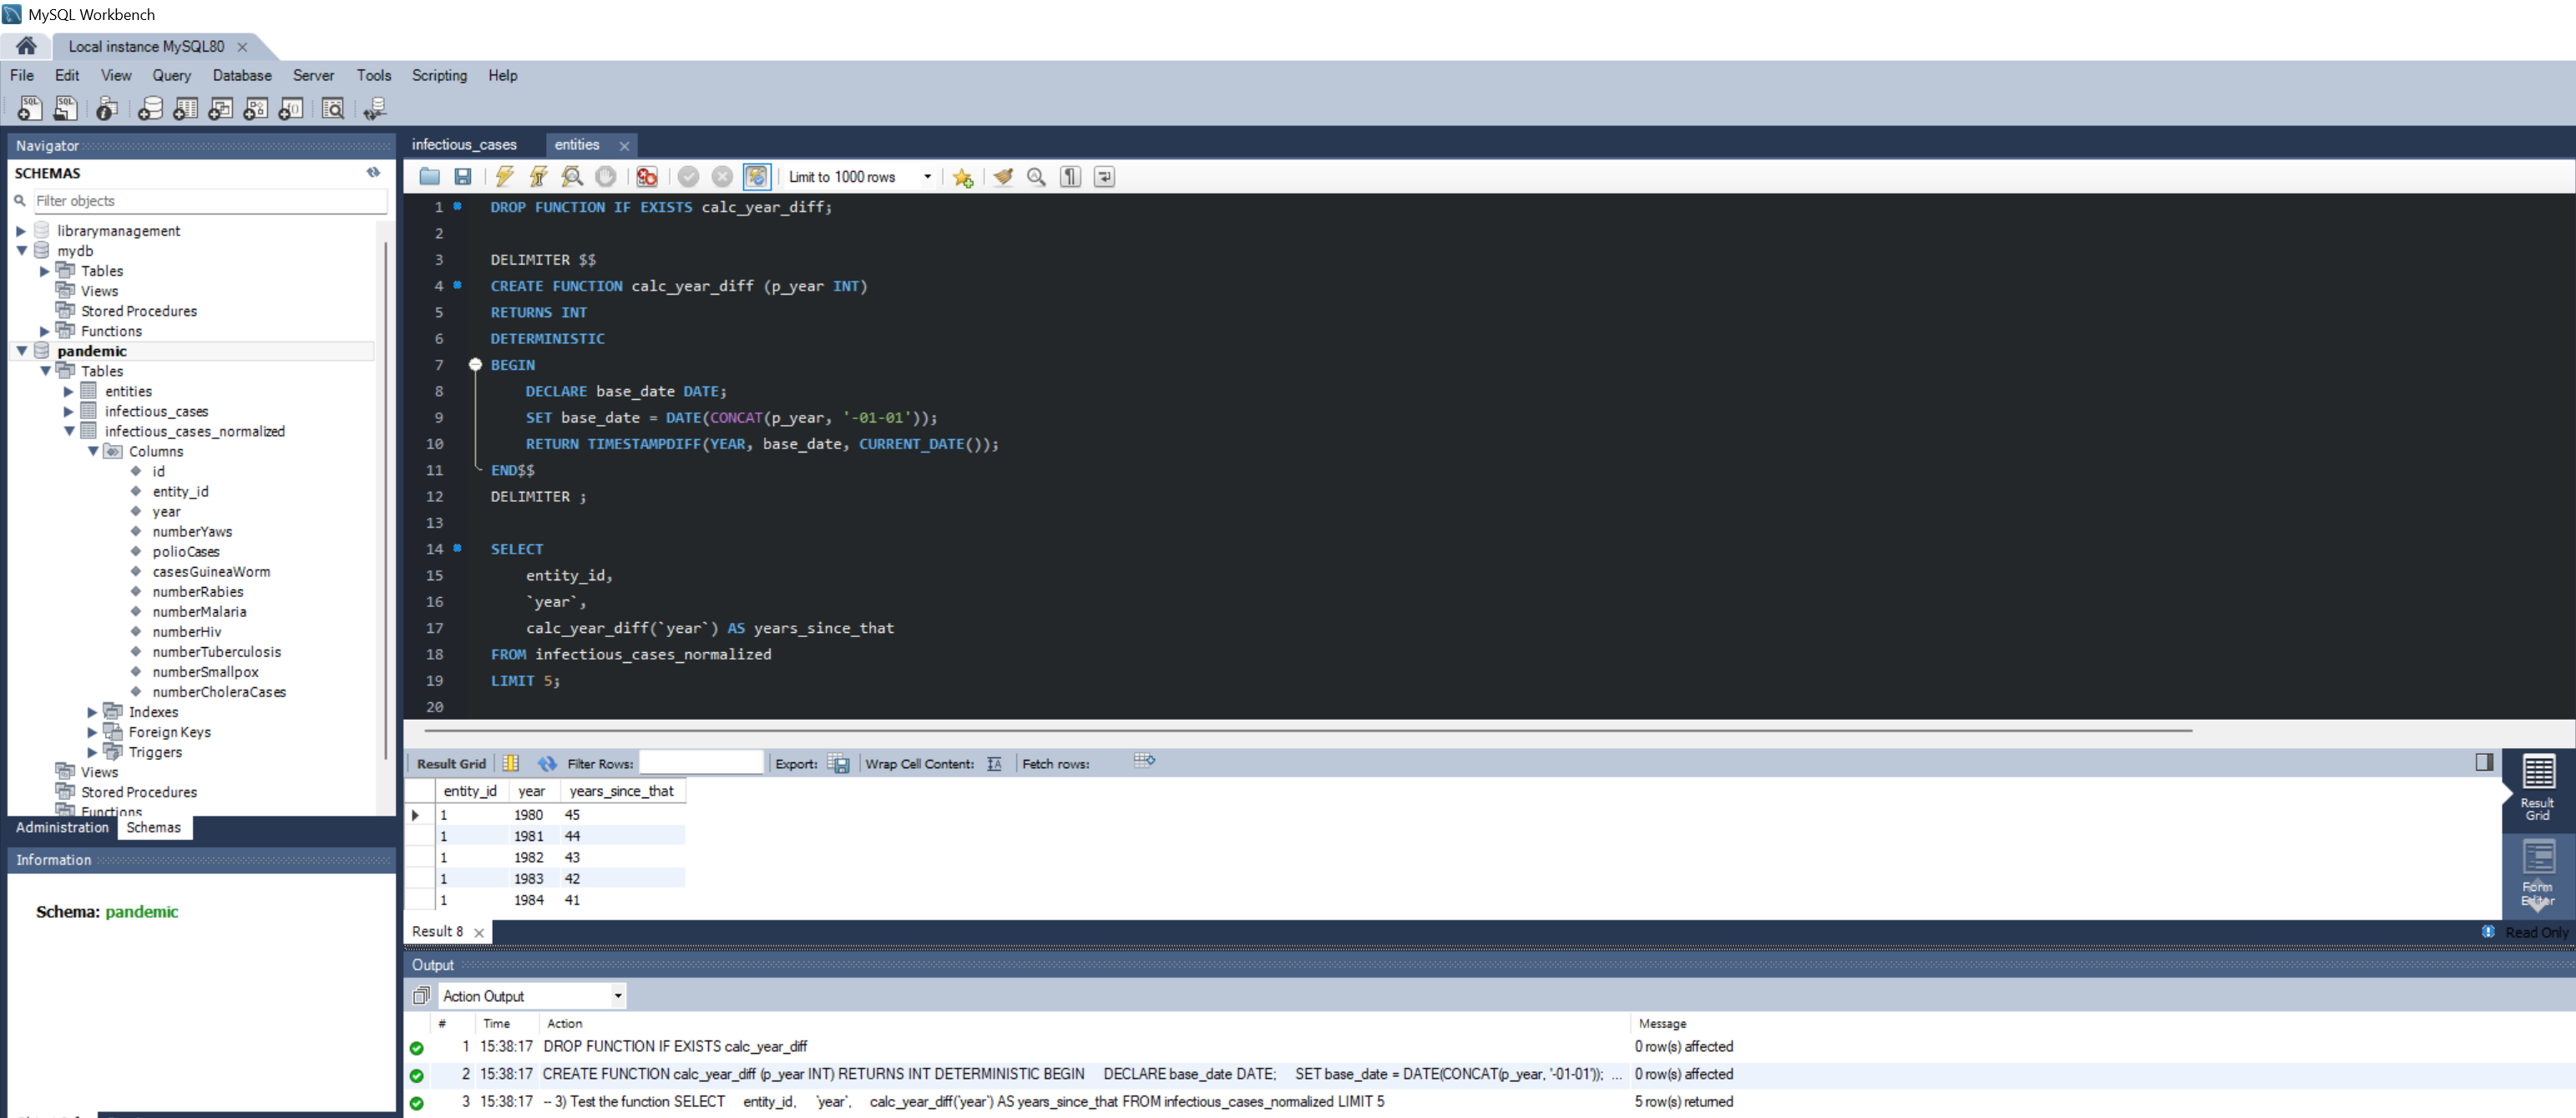 MySQL Workbench
Local instance MySQL80
File Edit View Query Database Server Tools Scripting Help
Navigator
SCHEMAS
Filter objects
librarymanagement
mydb
Tables
Views
Stored Procedures
Functions
pandemic
Tables
entities
infectious_cases
infectious_cases_normalized
Columns
id
entity_id
year
numberYaws
polioCases
casesGuineaWorm
numberRabies
numberMalaria
numberHiv
numberTuberculosis
numberSmallpox
numberCholeraCases
Indexes
Foreign Keys
Triggers
Views
Stored Procedures
Functions
Administration Schemas
Information
Schema: pandemic
infectious_cases entities
Limit to 1000 rows
1 DROP FUNCTION IF EXISTS calc_year_diff;
2
3 DELIMITER $$
4 CREATE FUNCTION calc_year_diff (p_year INT)
5 RETURNS INT
6 DETERMINISTIC
7 BEGIN
8 DECLARE base_date DATE;
9 SET base_date = DATE(CONCAT(p_year, '-01-01'));
10 RETURN TIMESTAMPDIFF(YEAR, base_date, CURRENT_DATE());
11 END$$
12 DELIMITER ;
13
14 SELECT
15 entity_id,
16 `year`,
17 calc_year_diff(`year`) AS years_since_that
18 FROM infectious_cases_normalized
19 LIMIT 5;
20
Result Grid Filter Rows: Export: Wrap Cell Content: Fetch rows:
entity_id year years_since_that
1 1980 45
1 1981 44
1 1982 43
1 1983 42
1 1984 41
Result Grid
Form Editor
Result 8
Read Only
Output
Action Output
# Time Action Message
1 15:38:17 DROP FUNCTION IF EXISTS calc_year_diff 0 row(s) affected
2 15:38:17 CREATE FUNCTION calc_year_diff (p_year INT) RETURNS INT DETERMINISTIC BEGIN DECLARE base_date DATE; SET base_date = DATE(CONCAT(p_year, '-01-01')); ... 0 row(s) affected
3 15:38:17 -- 3) Test the function SELECT entity_id, `year`, calc_year_diff(`year`) AS years_since_that FROM infectious_cases_normalized LIMIT 5 5 row(s) returned